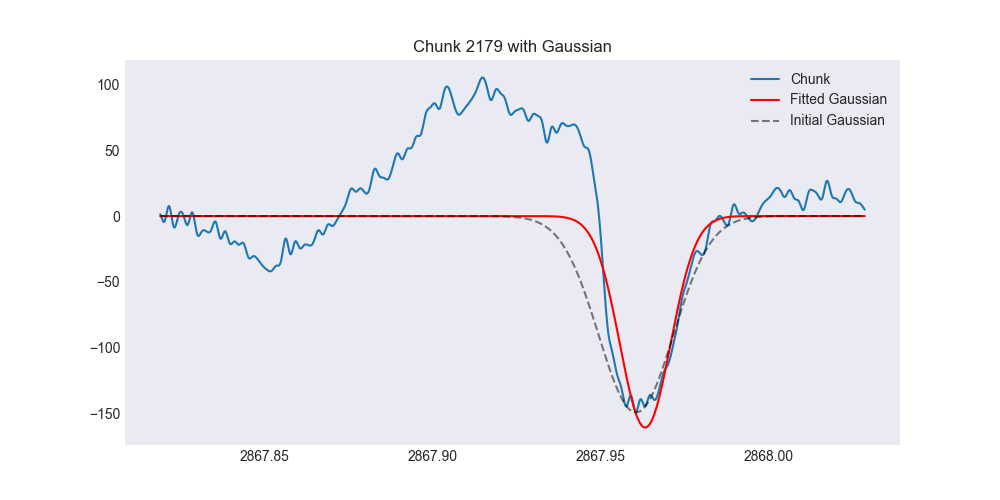 Chunk 2179 with Gaussian
Chunk
Fitted Gaussian
Initial Gaussian
100
50
0
−50
−100
−150
2867.85
2867.90
2867.95
2868.00